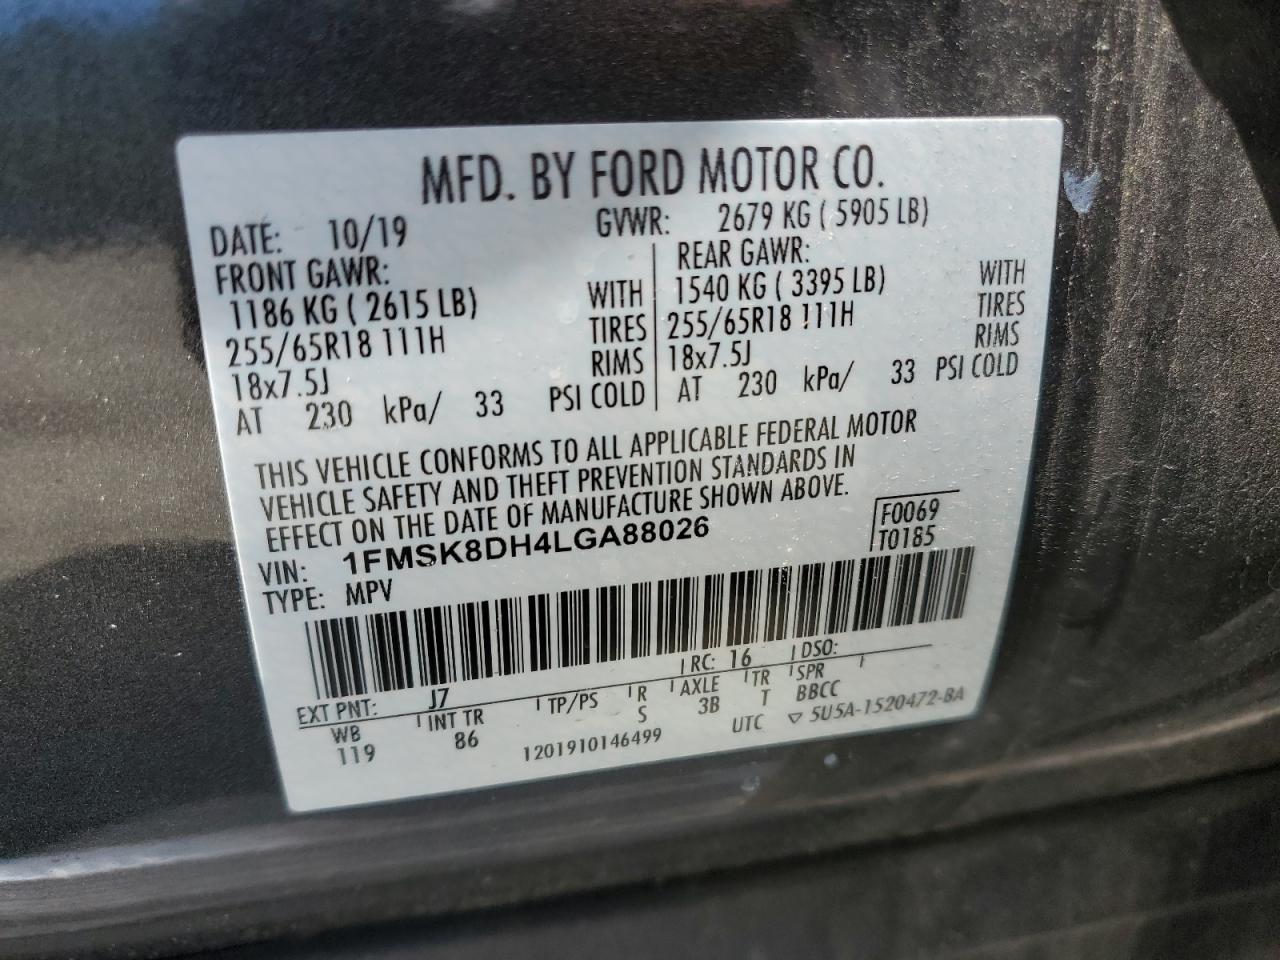 MFD. BY FORD MOTOR CO.
DATE: 10/19 GVWR: 2679 KG ( 5905 LB)
FRONT GAWR: REAR GAWR:
1186 KG ( 2615 LB) WITH 1540 KG ( 3395 LB) WITH
255/65R18 111H TIRES 255/65R18 111H TIRES
18x7.5J RIMS 18x7.5J RIMS
AT 230 kPa/ 33 PSI COLD AT 230 kPa/ 33 PSI COLD
THIS VEHICLE CONFORMS TO ALL APPLICABLE FEDERAL MOTOR
VEHICLE SAFETY AND THEFT PREVENTION STANDARDS IN
EFFECT ON THE DATE OF MANUFACTURE SHOWN ABOVE.
F0069
VIN: 1FMSK8DH4LGA88026 T0185
TYPE: MPV
EXT PNT: J7 RC: 16 DSO:
WB INT TR TP/PS R AXLE TR SPR
119 86 S 3B T BBCC
1201910146499 UTC ▽ 5U5A-1520472-BA